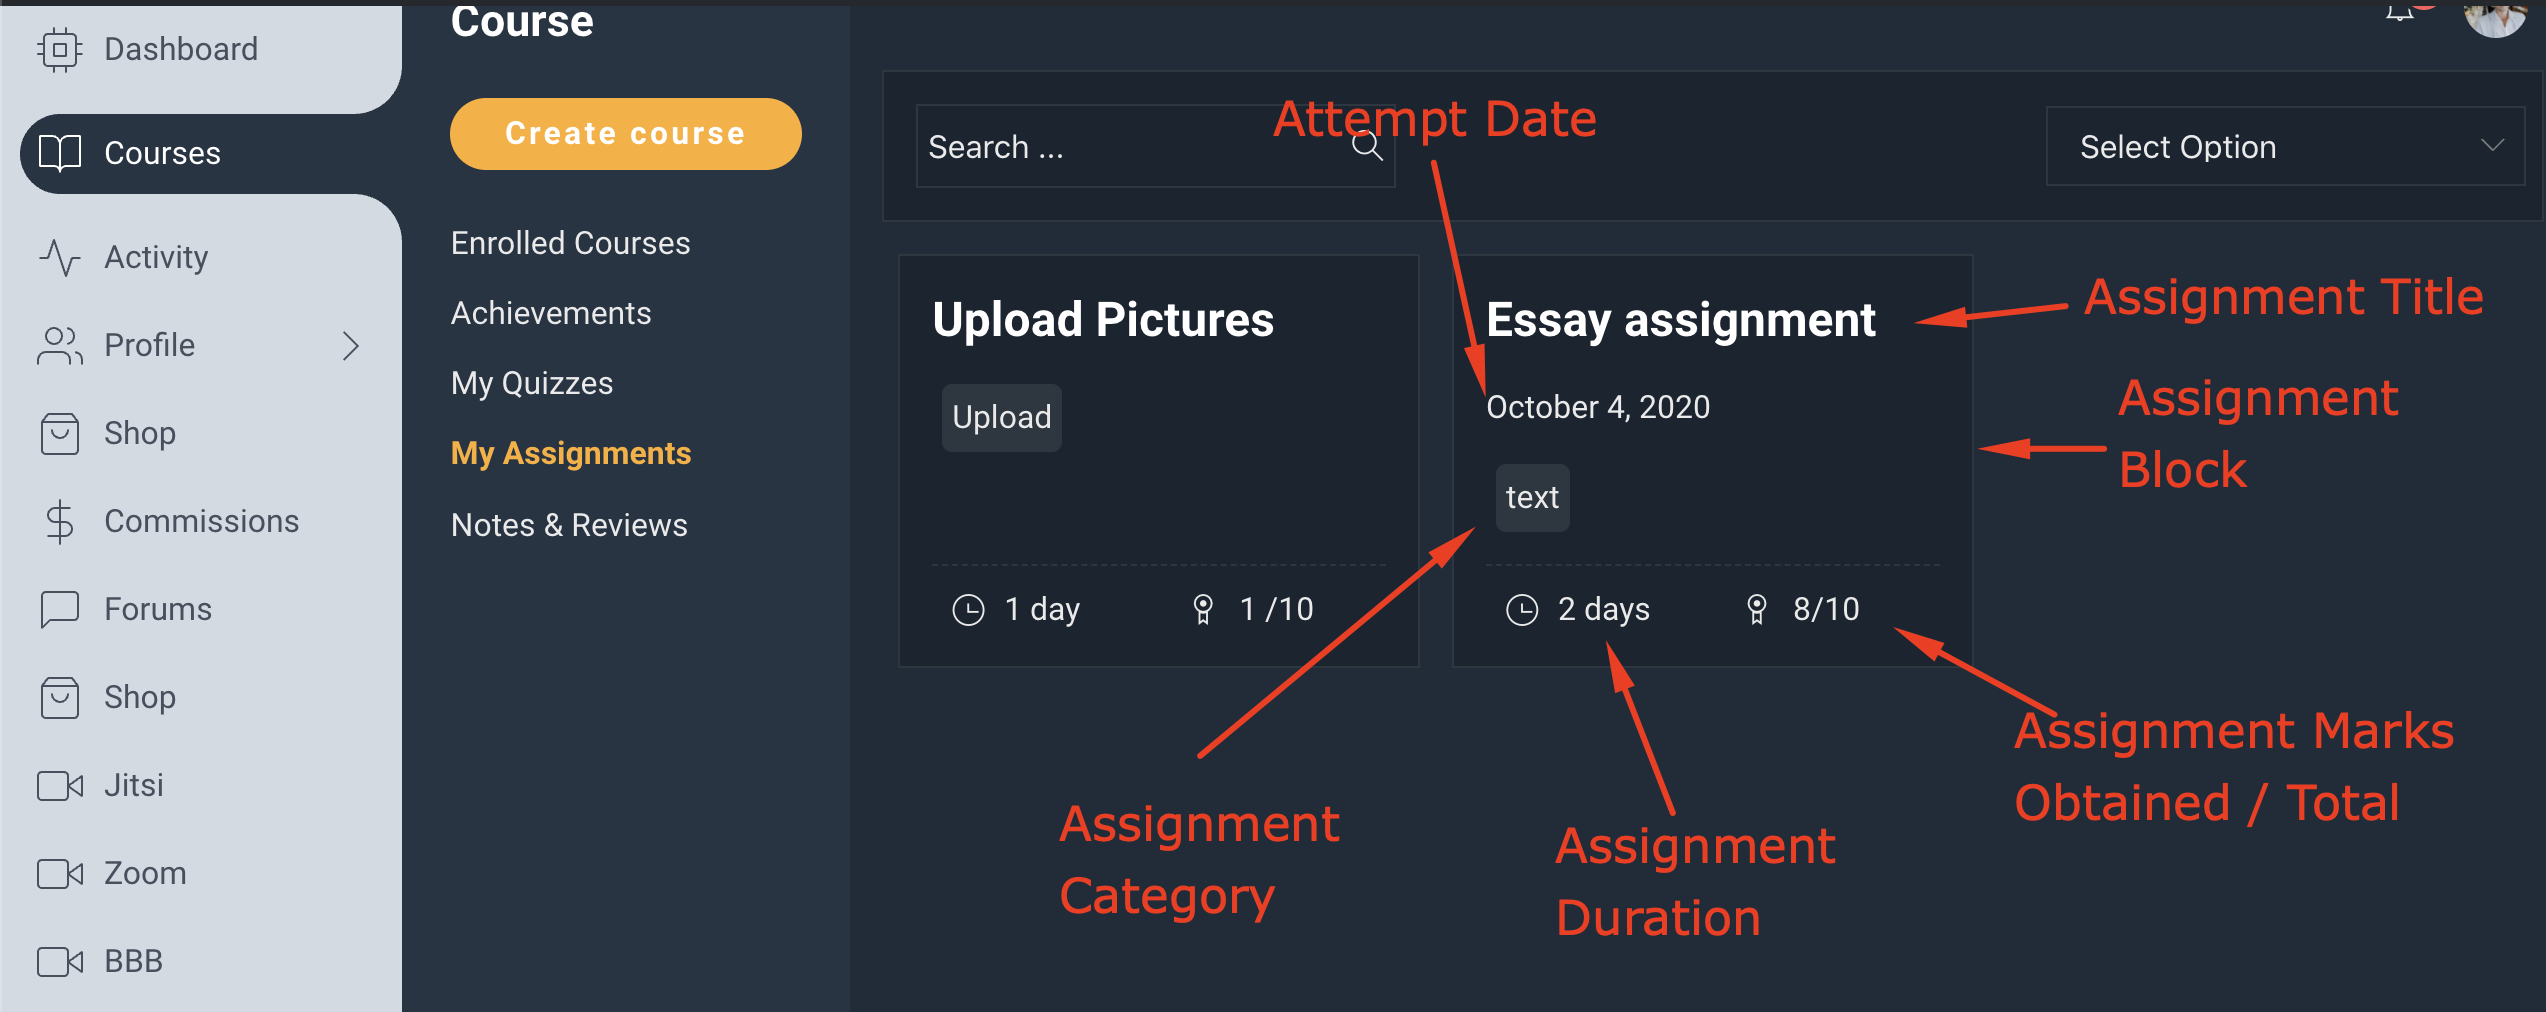 Dashboard
Courses
Activity
Profile
Shop
Commissions
Forums
Shop
Jitsi
Zoom
BBB
Course
Create course
Enrolled Courses
Achievements
My Quizzes
My Assignments
Notes & Reviews
Search ...
Attempt Date
Select Option
Upload Pictures
Upload
1 day
1 /10
Essay assignment
October 4, 2020
text
2 days
8/10
Assignment Title
Assignment
Block
Assignment
Category
Assignment
Duration
Assignment Marks
Obtained / Total